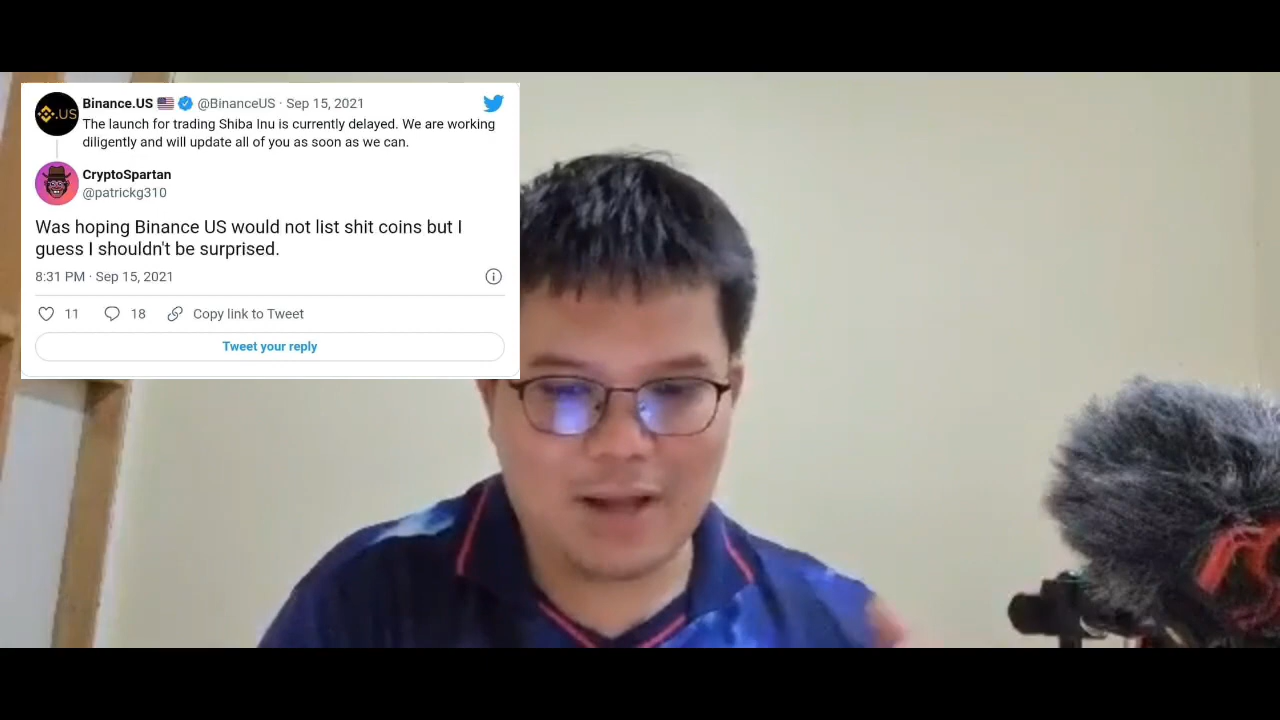 .US
Binance.US 🇺🇸 @BinanceUS · Sep 15, 2021
The launch for trading Shiba Inu is currently delayed. We are working
diligently and will update all of you as soon as we can.
CryptoSpartan
@patrickg310
Was hoping Binance US would not list shit coins but I
guess I shouldn't be surprised.
8:31 PM · Sep 15, 2021
11 18 Copy link to Tweet
Tweet your reply